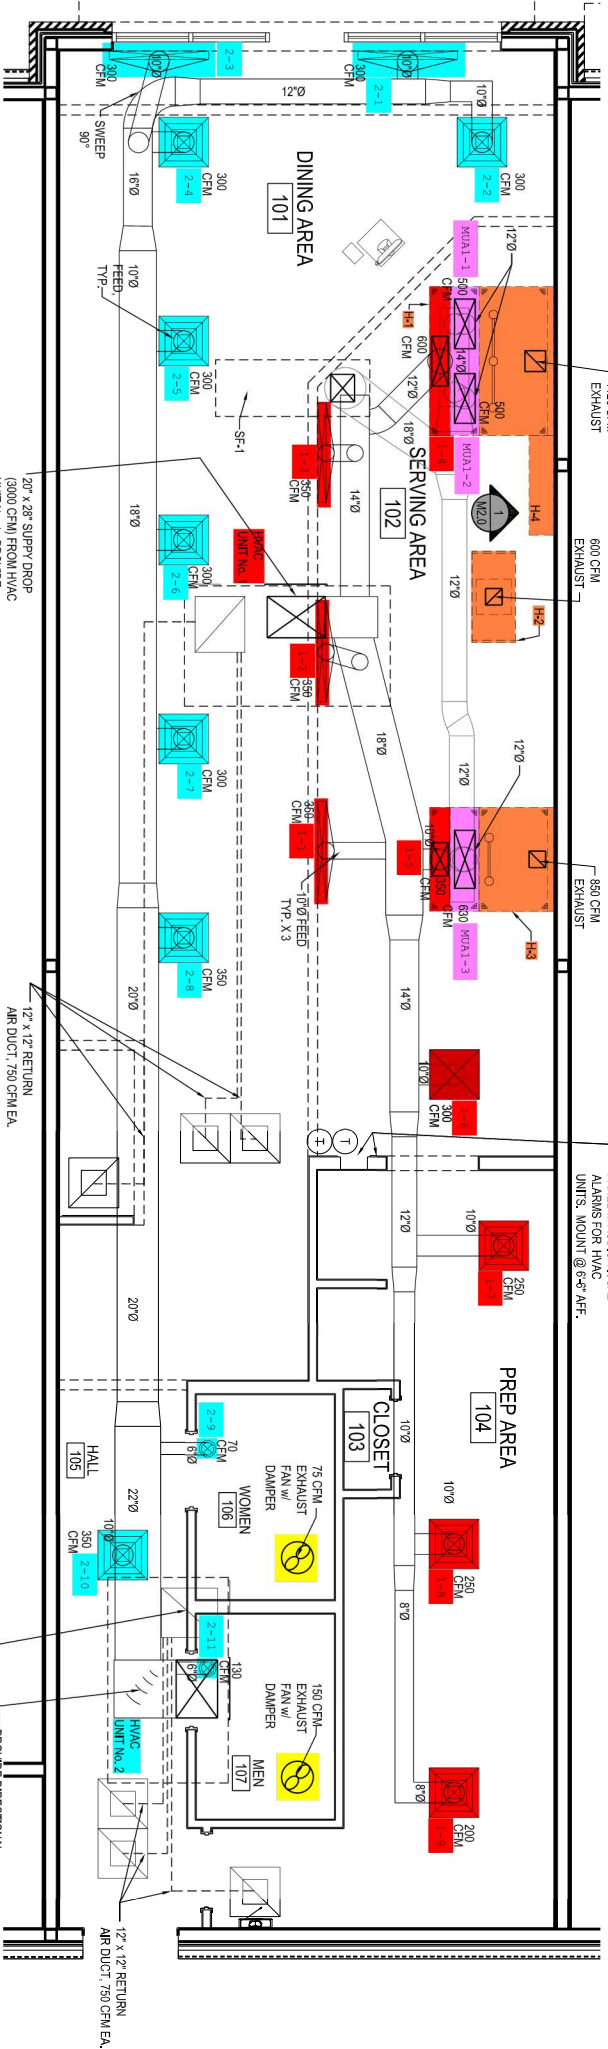 300
CFM
10"Ø
2-3
12"Ø
300
CFM
10"Ø
2-1
10"Ø
SWEEP
90°
2-4
300
CFM
2-2
300
CFM
16"Ø
DINING AREA
101
10"Ø
FEED,
TYP.
2-5
300
CFM
SF-1
MUA1-1
12"Ø
500
CFM
H-1
600
CFM
14"Ø
500
CFM
12"Ø
18"Ø
1-4
MUA1-2
EXHAUST
H-4
1
M2.0
SERVING AREA
102
1-3
350
CFM
14"Ø
20" x 28" SUPPLY DROP
(3000 CFM) FROM HVAC
18"Ø
2-6
300
CFM
HVAC
UNIT No. 1
12"Ø
600 CFM
EXHAUST
H-2
1-2
350
CFM
18"Ø
2-7
300
CFM
12"Ø
12"Ø
1-1
350
CFM
10"Ø FEED
TYP. X 3
1-5
10"Ø
350
CFM
630
CFM
MUA1-3
850 CFM
EXHAUST
H-3
2-8
350
CFM
20"Ø
14"Ø
12" x 12" RETURN
AIR DUCT, 750 CFM EA.
10"Ø
300
CFM
1-6
T
T
ALARMS FOR HVAC
UNITS. MOUNT @ 6'-6" AFF.
12"Ø
10"Ø
250
CFM
1-7
20"Ø
PREP AREA
104
CLOSET
103
10"Ø
HALL
105
2-9
70
CFM
6"Ø
WOMEN
106
75 CFM
EXHAUST
FAN w/
DAMPER
22"Ø
10"Ø
350
CFM
2-10
10"Ø
250
CFM
1-8
8"Ø
2-11
130
CFM
6"Ø
HVAC
UNIT No. 2
MEN
107
150 CFM
EXHAUST
FAN w/
DAMPER
8"Ø
200
CFM
1-9
12" x 12" RETURN
AIR DUCT, 750 CFM EA.